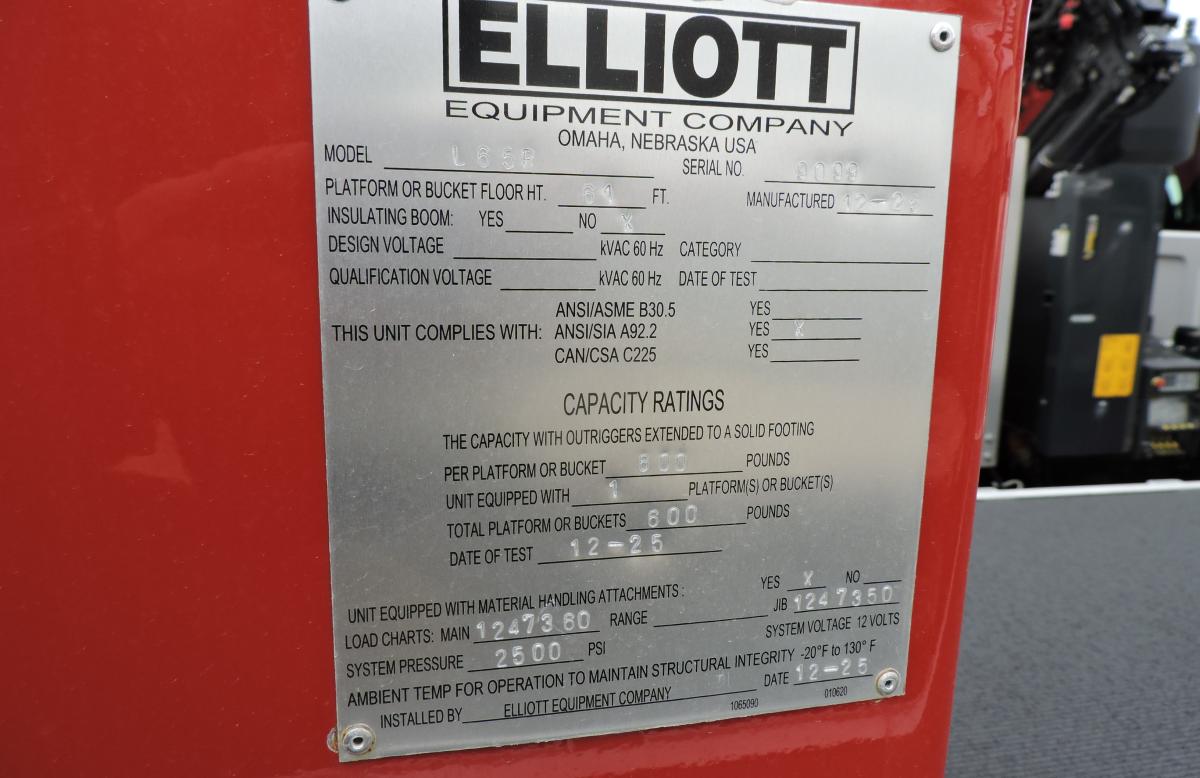 ELLIOTT
EQUIPMENT COMPANY
OMAHA, NEBRASKA USA
MODEL L65R SERIAL NO. 9099
PLATFORM OR BUCKET FLOOR HT. 61 FT. MANUFACTURED
INSULATING BOOM: YES NO X
DESIGN VOLTAGE kVAC 60 Hz CATEGORY
QUALIFICATION VOLTAGE kVAC 60 Hz DATE OF TEST
ANSI/ASME B30.5 YES
THIS UNIT COMPLIES WITH: ANSI/SIA A92.2 YES X
CAN/CSA C225 YES
CAPACITY RATINGS
THE CAPACITY WITH OUTRIGGERS EXTENDED TO A SOLID FOOTING
PER PLATFORM OR BUCKET 600 POUNDS
UNIT EQUIPPED WITH 1 PLATFORM(S) OR BUCKET(S)
TOTAL PLATFORM OR BUCKETS 600 POUNDS
DATE OF TEST 12-25
UNIT EQUIPPED WITH MATERIAL HANDLING ATTACHMENTS: YES X NO
LOAD CHARTS: MAIN 1247360 RANGE JIB 1247350
SYSTEM PRESSURE 2500 PSI SYSTEM VOLTAGE 12 VOLTS
AMBIENT TEMP FOR OPERATION TO MAINTAIN STRUCTURAL INTEGRITY -20°F to 130° F
INSTALLED BY ELLIOTT EQUIPMENT COMPANY DATE 12-25
1065090 010620